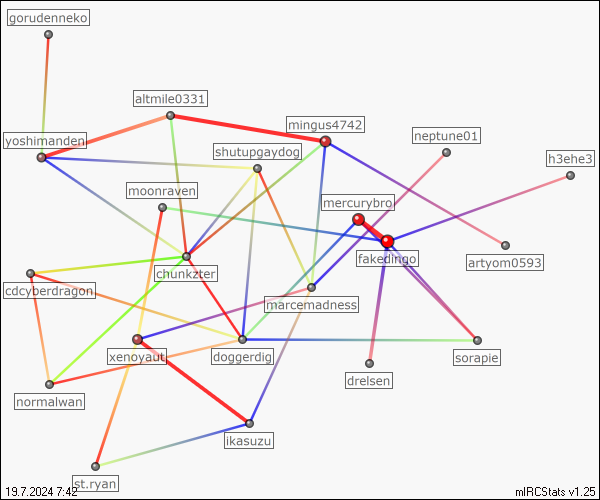 gorudenneko
altmile0331
mingus4742
neptune01
yoshimanden
shutupgaydog
h3ehe3
moonraven
mercurybro
fakedingo
artyom0593
chunkzter
cdcyberdragon
marcemadness
xenoyaut
doggerdig
sorapie
drelsen
normalwan
ikasuzu
st.ryan
19.7.2024 7:42
mIRCStats v1.25